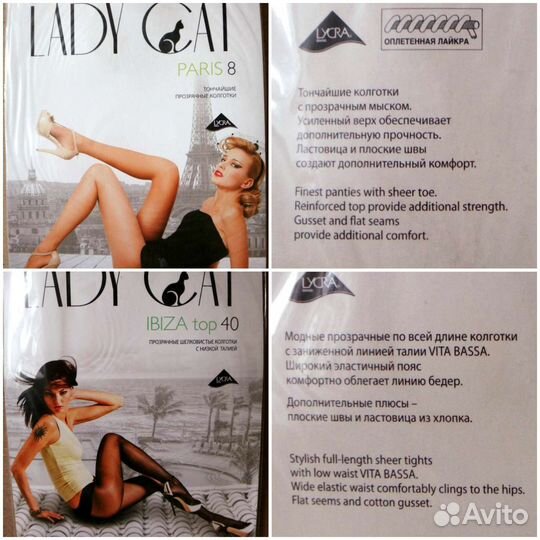 LADY CAT
PARIS 8
ТОНЧАЙШИЕ
ПРОЗРАЧНЫЕ КОЛГОТКИ
LYCRA
LYCRA
ОПЛЕТЕННАЯ ЛАЙКРА
Тончайшие колготки
с прозрачным мыском.
Усиленный верх обеспечивает
дополнительную прочность.
Ластовица и плоские швы
создают дополнительный комфорт.
Finest panties with sheer toe.
Reinforced top provide additional strength.
Gusset and flat seams
provide additional comfort.
LADY CAT
IBIZA top 40
ПРОЗРАЧНЫЕ ШЕЛКОВИСТЫЕ КОЛГОТКИ
С НИЗКОЙ ТАЛИЕЙ
LYCRA
LYCRA
Модные прозрачные по всей длине колготки
с заниженной линией талии VITA BASSA.
Широкий эластичный пояс
комфортно облегает линию бедер.
Дополнительные плюсы –
плоские швы и ластовица из хлопка.
Stylish full-length sheer tights
with low waist VITA BASSA.
Wide elastic waist comfortably clings to the hips.
Flat seems and cotton gusset.
Avito